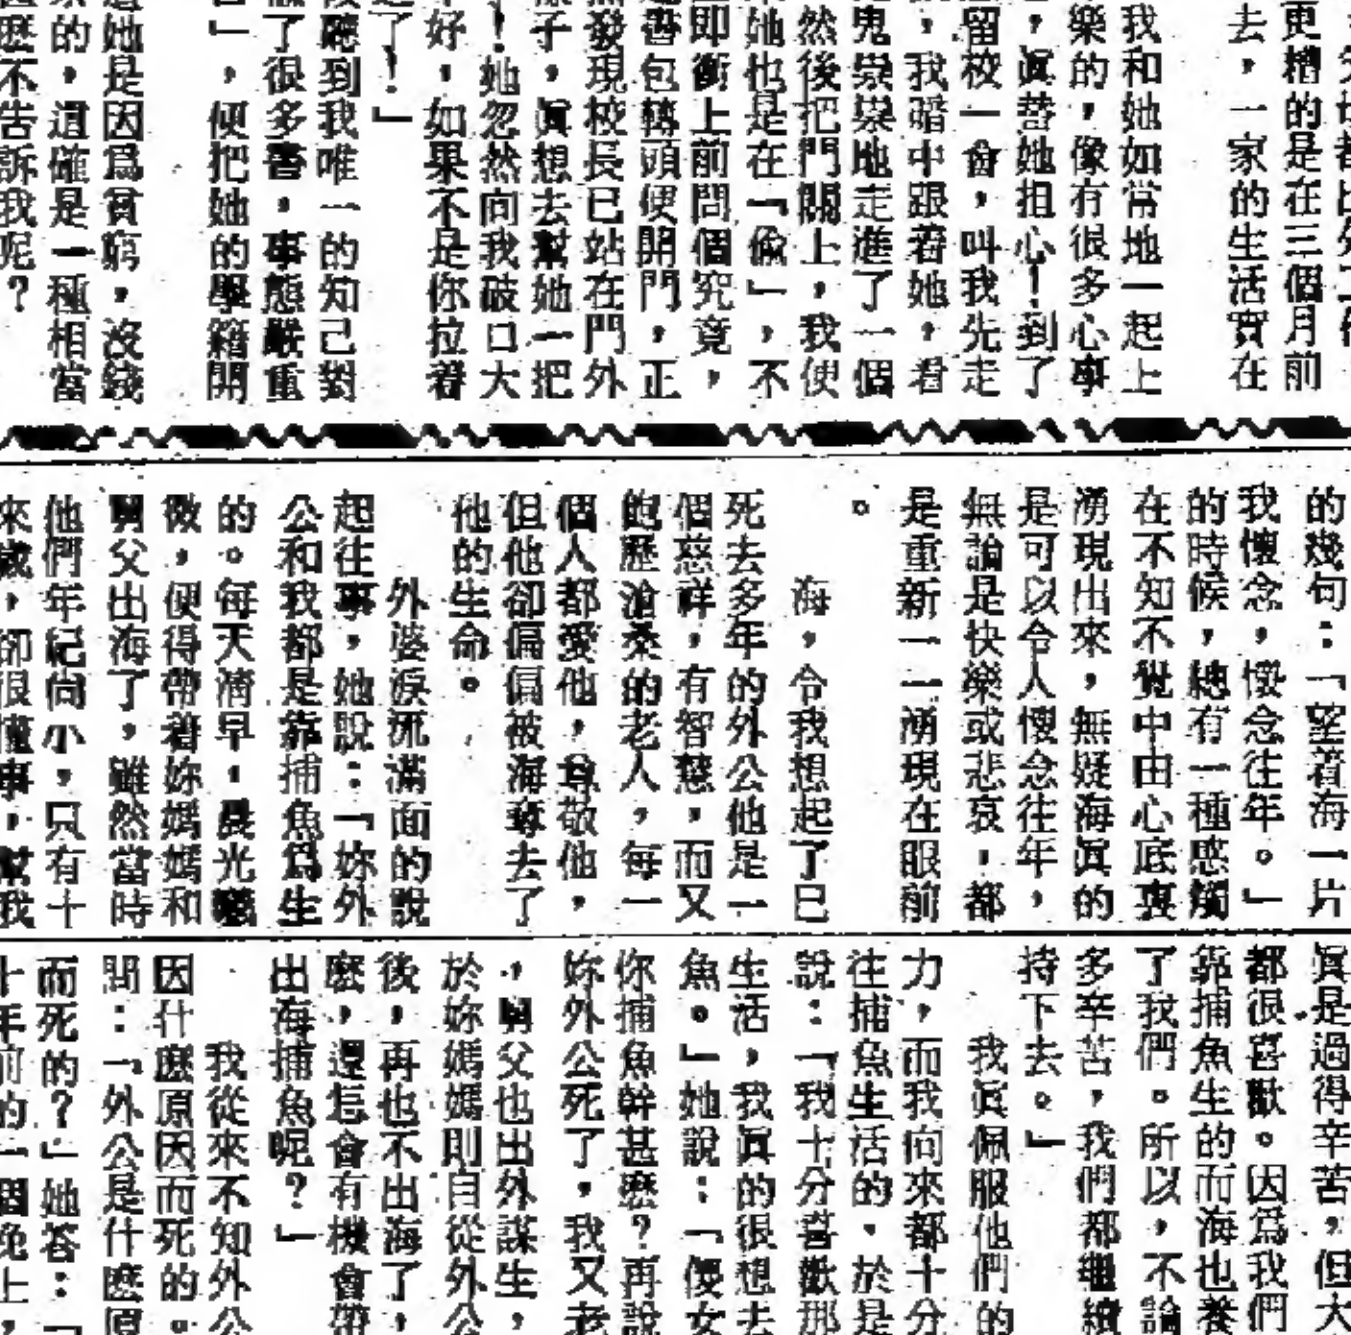 更糟的是在三個月前
去，一家的生活實在
我和她如常地一起上
樂的，像有很多心事
，眞替她担心！到了
留校一會，叫我先走
，我暗中跟着她，看
鬼祟祟地走進了一個
然後把門關上，我便
她也是在「偷」，不
即衝上前問個究竟，
書包轉頭便開門，正
發現校長已站在門外
子，眞想去幫她一把
！她忽然向我破口大
好，如果不是你拉着
了！」
聽到我唯一的知己對
了很多書，事態嚴重
」，便把她的學籍開
她是因爲貧窮，沒錢
的，這確是一種相當
不告訴我呢？
的幾句：「望着海一片
我懷念，懷念往年。」
的時候，總有一種感觸
在不知不覺中由心底裏
湧現出來，無疑海眞的
是可以令人懷念往年，
無論是快樂或悲哀，都
是重新一一湧現在眼前
。
海，令我想起了已
死去多年的外公他是一
個慈祥，有智慧，而又
飽歷滄桑的老人，每一
個人都愛他，尊敬他，
但他卻偏偏被海奪去了
他的生命。
外婆淚流滿面的說
起往事，她說：「妳外
公和我都是靠捕魚爲生
的。每天清早，晨光曦
微，便得帶着妳媽媽和
舅父出海了，雖然當時
他們年紀尚小，只有十
來歲，卻很懂事，幫我
眞是過得辛苦，但大
都很喜歡。因爲我們
靠捕魚生的而海也養
了我們。所以，不論
多辛苦，我們都繼續
持下去。」
我眞佩服他們的
力，而我向來都十分
往捕魚生活的，於是
說：「我十分喜歡那
生活，我眞的很想去
魚。」她說：「傻女
你捕魚幹甚麽？再說
妳外公死了，我又老
，舅父也出外謀生，
於妳媽媽則自從外公
後，再也不出海了，
麽，還怎會有機會帶
出海捕魚呢？」
我從來不知外公
因什麽原因而死的。
問：「外公是什麽原
而死的？」她答：「
十年前的一個晚上，